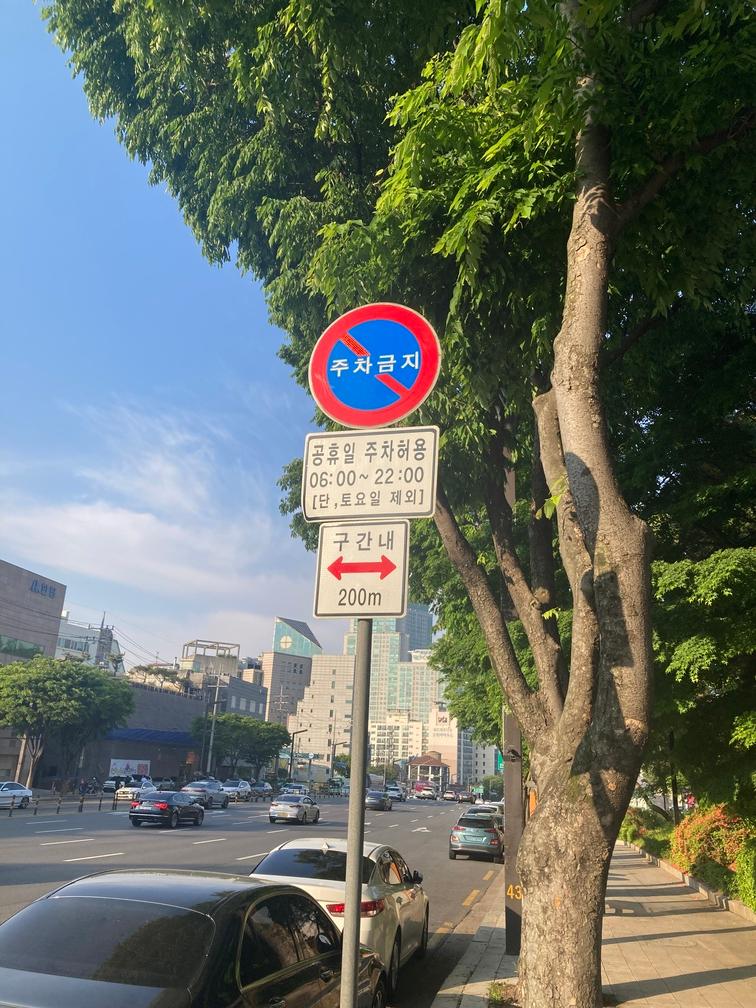 주차금지
공휴일 주차허용
06:00~22:00
[단,토요일 제외]
구간내
200m
43